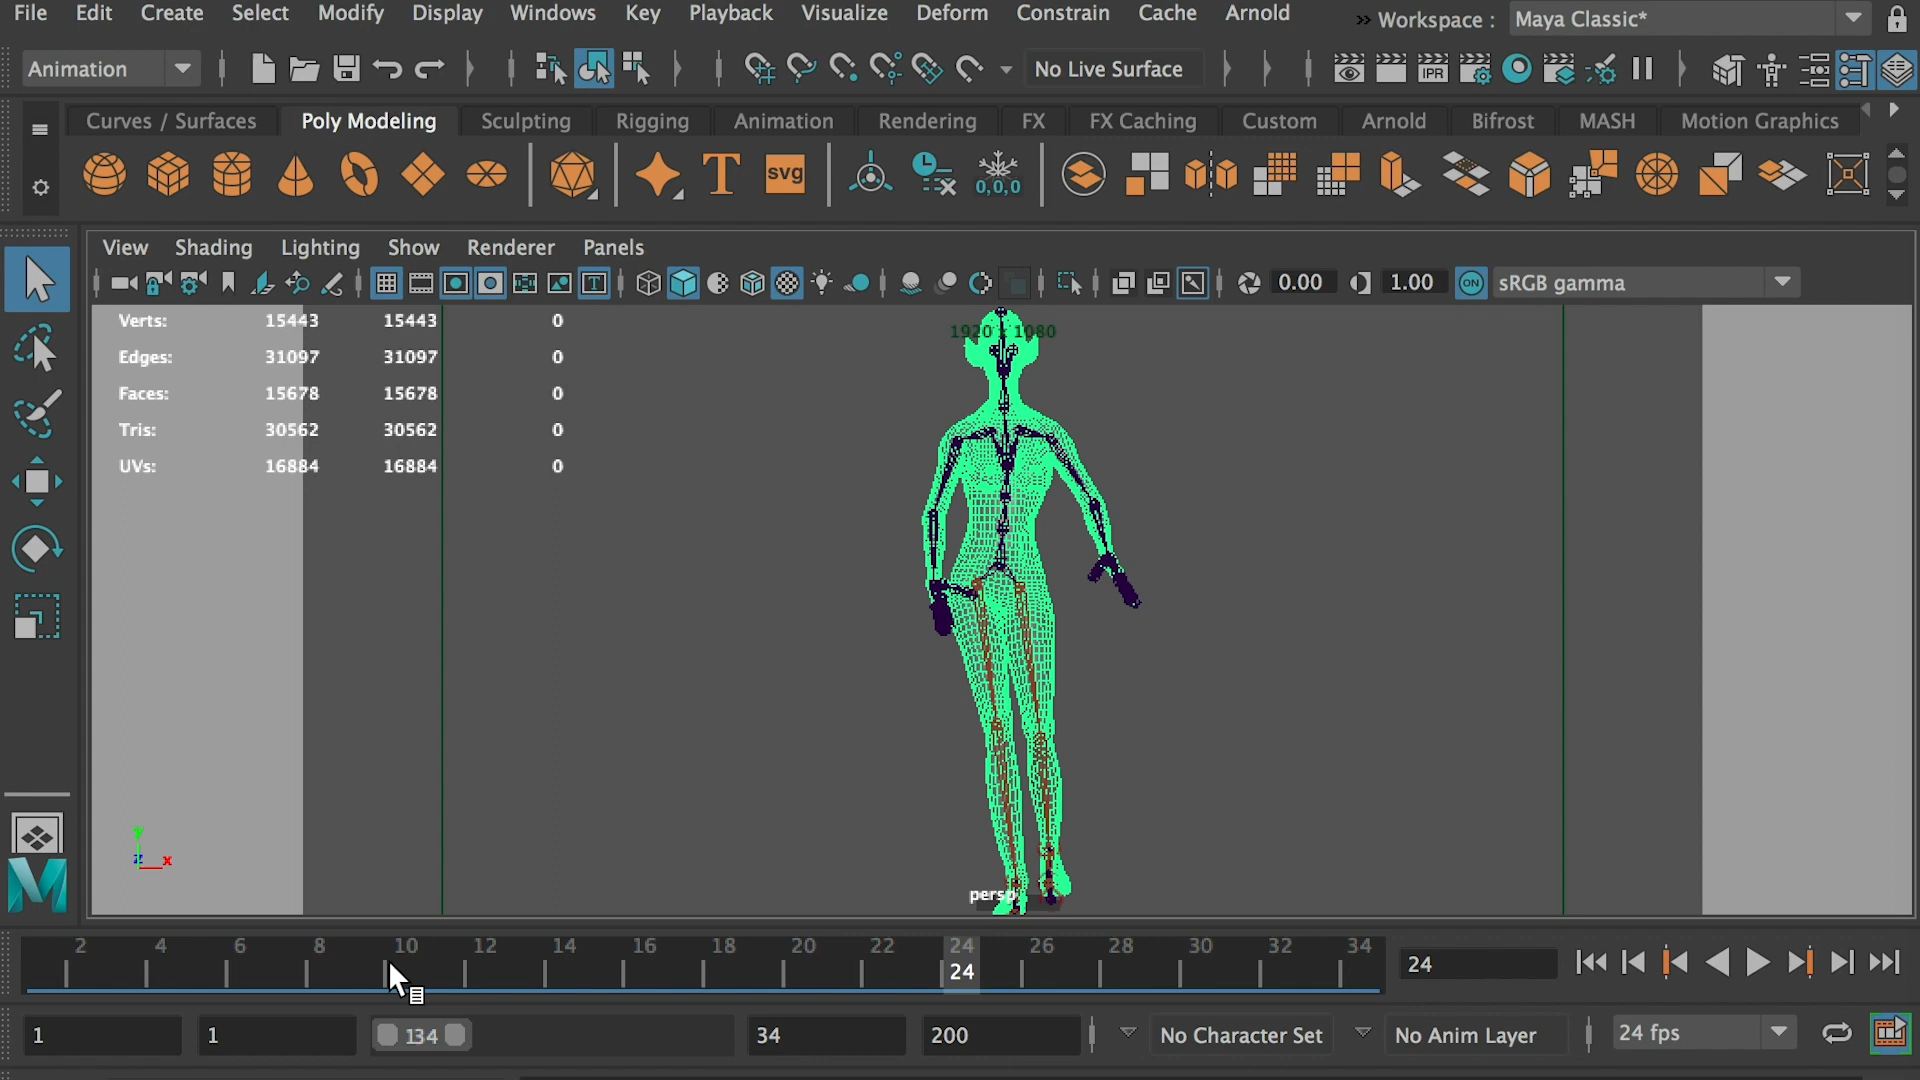 File Edit Create Select Modify Display Windows Key Playback Visualize Deform Constrain Cache Arnold >> Workspace : Maya Classic*
Animation No Live Surface IPR
Curves / Surfaces Poly Modeling Sculpting Rigging Animation Rendering FX FX Caching Custom Arnold Bifrost MASH Motion Graphics
T svg 0,0,0
View Shading Lighting Show Renderer Panels
T 0.00 1.00 ON sRGB gamma
1920 x 1080
Verts: 15443 15443 0
Edges: 31097 31097 0
Faces: 15678 15678 0
Tris: 30562 30562 0
UVs: 16884 16884 0
y
z x
persp
2 4 6 8 10 12 14 16 18 20 22 24 26 28 30 32 34
24 24
1 1 134 34 200 No Character Set No Anim Layer 24 fps